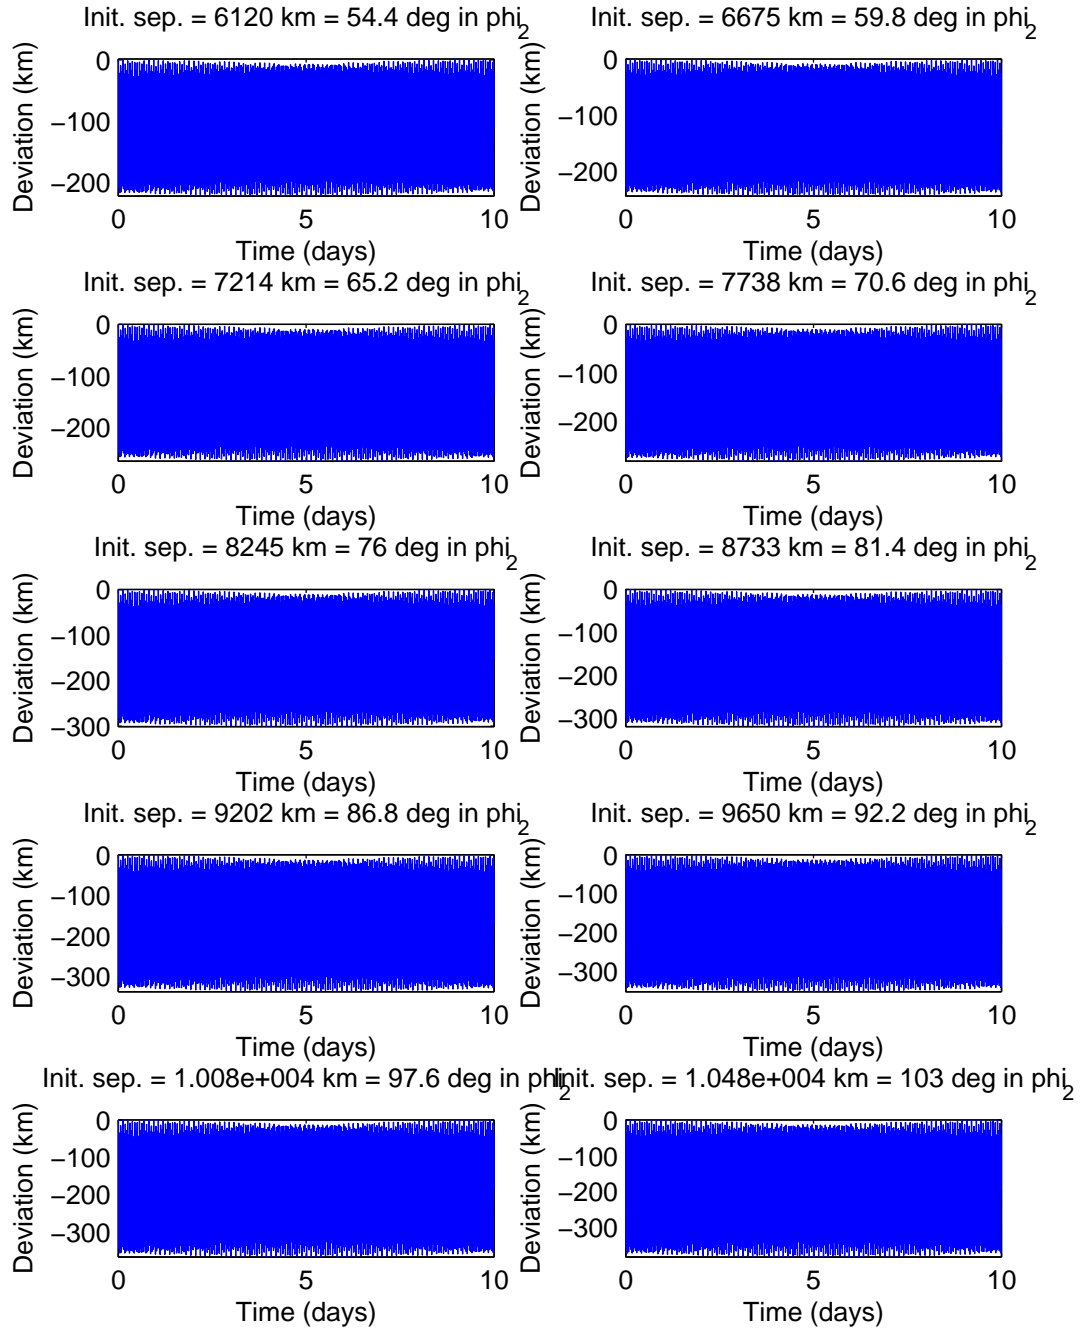 Init. sep. = 6120 km = 54.4 deg in phi2
Deviation (km)
0
−100
−200
0 5 10
Time (days)
Init. sep. = 6675 km = 59.8 deg in phi2
Deviation (km)
0
−100
−200
0 5 10
Time (days)
Init. sep. = 7214 km = 65.2 deg in phi2
Deviation (km)
0
−100
−200
0 5 10
Time (days)
Init. sep. = 7738 km = 70.6 deg in phi2
Deviation (km)
0
−100
−200
0 5 10
Time (days)
Init. sep. = 8245 km = 76 deg in phi2
Deviation (km)
0
−100
−200
−300
0 5 10
Time (days)
Init. sep. = 8733 km = 81.4 deg in phi2
Deviation (km)
0
−100
−200
−300
0 5 10
Time (days)
Init. sep. = 9202 km = 86.8 deg in phi2
Deviation (km)
0
−100
−200
−300
0 5 10
Time (days)
Init. sep. = 9650 km = 92.2 deg in phi2
Deviation (km)
0
−100
−200
−300
0 5 10
Time (days)
Init. sep. = 1.008e+004 km = 97.6 deg in phi2
Deviation (km)
0
−100
−200
−300
0 5 10
Time (days)
Init. sep. = 1.048e+004 km = 103 deg in phi2
Deviation (km)
0
−100
−200
−300
0 5 10
Time (days)